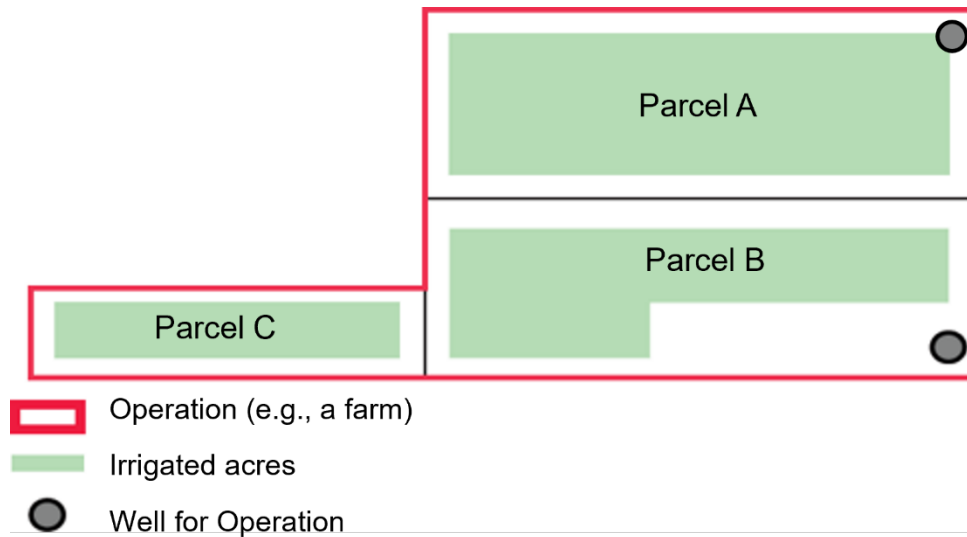 Parcel A
Parcel B
Parcel C
Operation (e.g., a farm)
Irrigated acres
Well for Operation